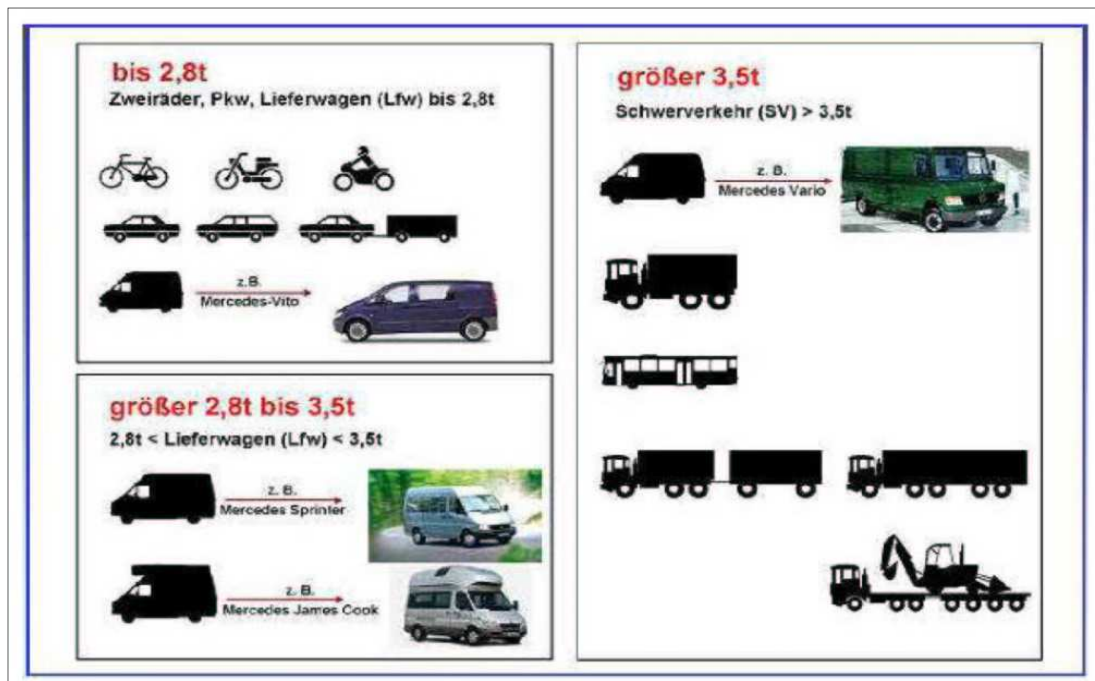 bis 2,8t
Zweiräder, Pkw, Lieferwagen (Lfw) bis 2,8t
z.B.
Mercedes-Vito
größer 2,8t bis 3,5t
2,8t < Lieferwagen (Lfw) < 3,5t
z. B.
Mercedes Sprinter
z. B.
Mercedes James Cook
größer 3,5t
Schwerverkehr (SV) > 3,5t
z. B.
Mercedes Vario